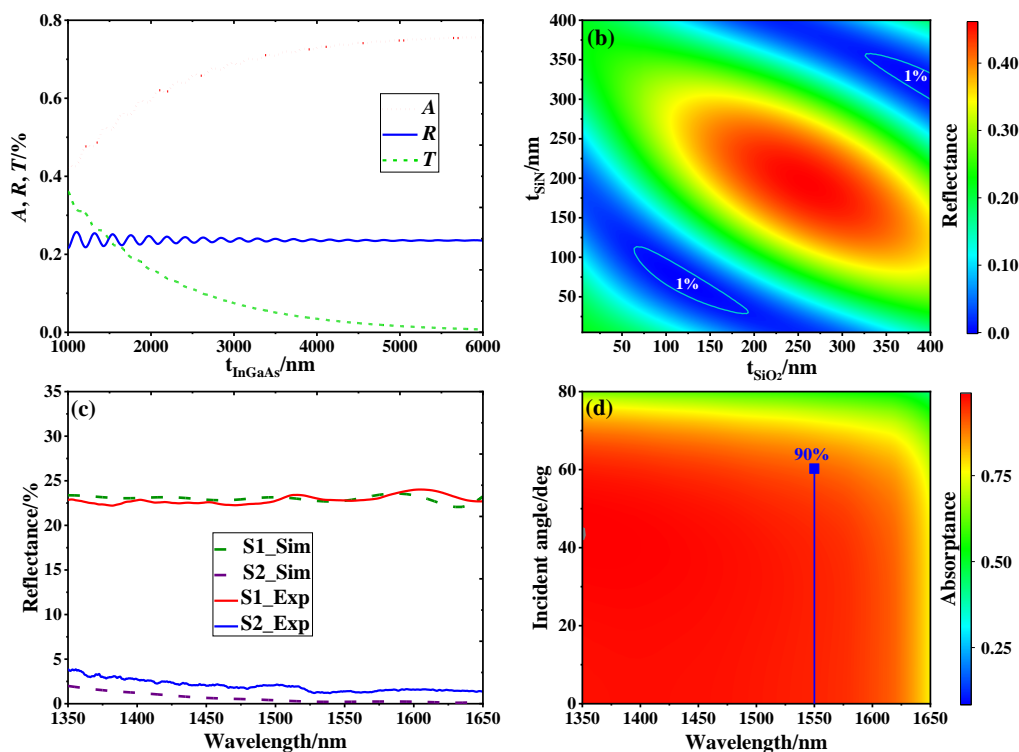 0.8
0.6
0.4
0.2
0.0
A, R, T/%
A
R
T
1000 2000 3000 4000 5000 6000
t_InGaAs/nm
(b)
400
350
300
250
200
150
100
50
t_SiN/nm
1%
1%
50 100 150 200 250 300 350 400
t_SiO₂/nm
Reflectance
0.40
0.30
0.20
0.10
0.0
(c)
35
30
25
20
15
10
5
0
Reflectance/%
S1_Sim
S2_Sim
S1_Exp
S2_Exp
1350 1400 1450 1500 1550 1600 1650
Wavelength/nm
(d)
80
60
40
20
0
Incident angle/deg
90%
1350 1400 1450 1500 1550 1600 1650
Wavelength/nm
Absorptance
0.75
0.50
0.25